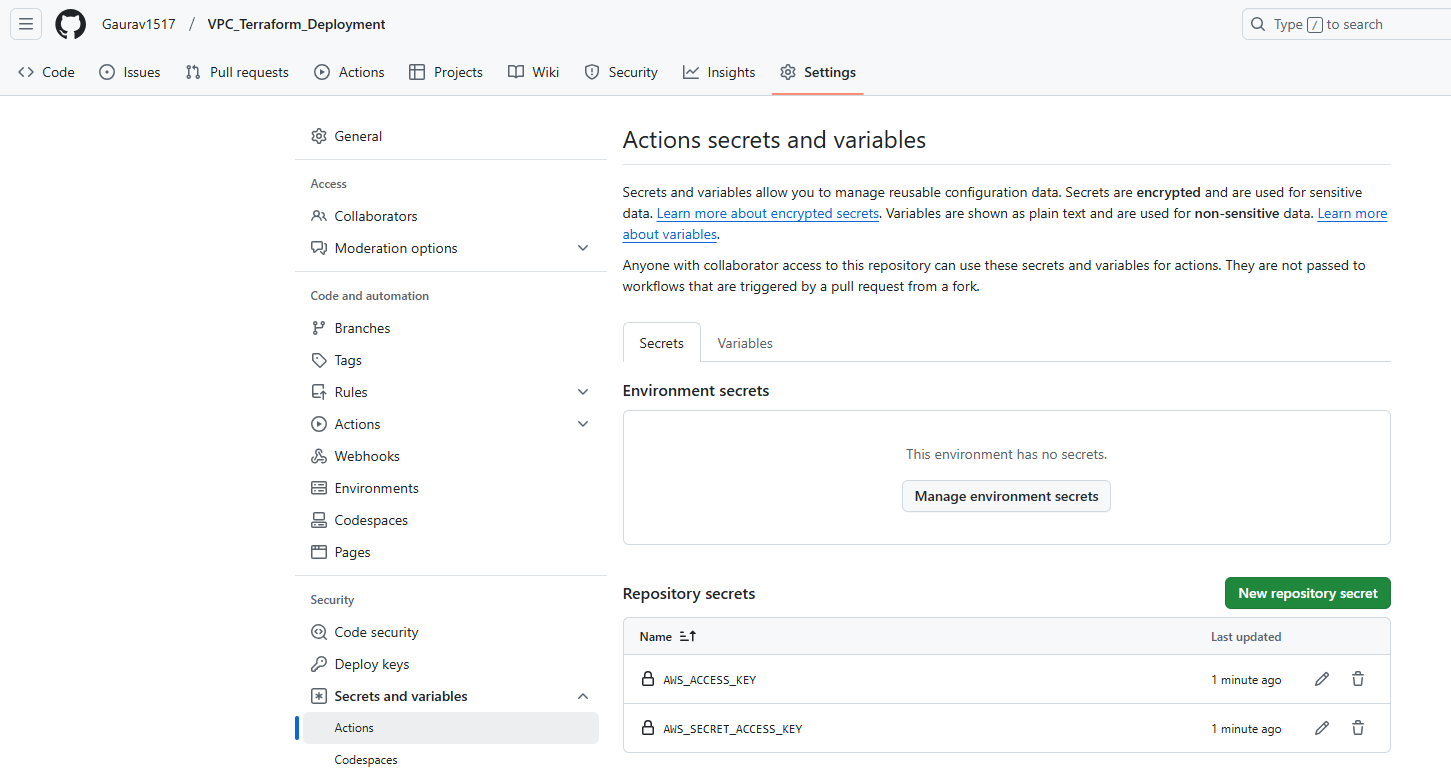 Gaurav1517 / VPC_Terraform_Deployment
Type / to search
Code Issues Pull requests Actions Projects Wiki Security Insights Settings
General
Access
Collaborators
Moderation options
Code and automation
Branches
Tags
Rules
Actions
Webhooks
Environments
Codespaces
Pages
Security
Code security
Deploy keys
Secrets and variables
Actions
Codespaces
Actions secrets and variables
Secrets and variables allow you to manage reusable configuration data. Secrets are encrypted and are used for sensitive
data. Learn more about encrypted secrets. Variables are shown as plain text and are used for non-sensitive data. Learn more
about variables.
Anyone with collaborator access to this repository can use these secrets and variables for actions. They are not passed to
workflows that are triggered by a pull request from a fork.
Secrets Variables
Environment secrets
This environment has no secrets.
Manage environment secrets
Repository secrets New repository secret
Name Last updated
AWS_ACCESS_KEY 1 minute ago
AWS_SECRET_ACCESS_KEY 1 minute ago